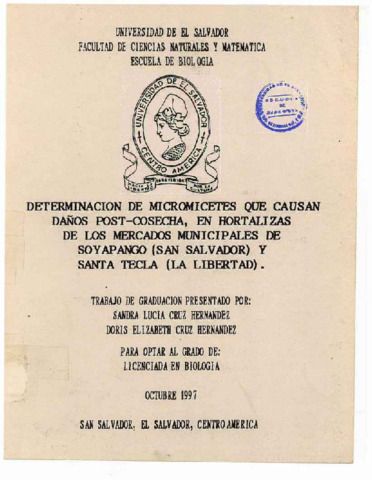 UNIVERSIDAD DE EL SALVADOR
FACULTAD DE CIENCIAS NATURALES Y MATEMATICA
ESCUELA DE BIOLOGIA
UNIVERSIDAD DE EL SALVADOR
CENTRO AMERICA
DETERMINACION DE MICROMICETES QUE CAUSAN
DAÑOS POST-COSECHA, EN HORTALIZAS
DE LOS MERCADOS MUNICIPALES DE
SOYAPANGO (SAN SALVADOR) Y
SANTA TECLA (LA LIBERTAD).
TRABAJO DE GRADUACION PRESENTADO POR:
SANDRA LUCIA CRUZ HERNANDEZ
DORIS ELIZABETH CRUZ HERNANDEZ
PARA OPTAR AL GRADO DE:
LICENCIADA EN BIOLOGIA
OCTUBRE 1997
SAN SALVADOR, EL SALVADOR, CENTROAMERICA